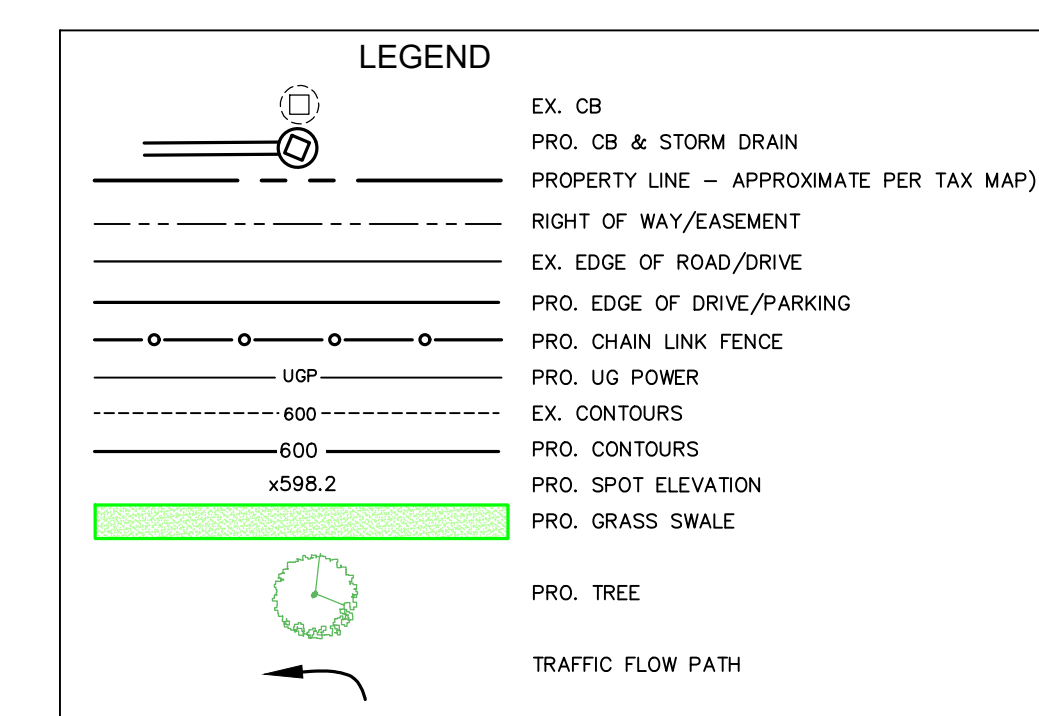 LEGEND
EX. CB
PRO. CB & STORM DRAIN
PROPERTY LINE – APPROXIMATE PER TAX MAP)
RIGHT OF WAY/EASEMENT
EX. EDGE OF ROAD/DRIVE
PRO. EDGE OF DRIVE/PARKING
PRO. CHAIN LINK FENCE
UGP PRO. UG POWER
600 EX. CONTOURS
600 PRO. CONTOURS
x598.2 PRO. SPOT ELEVATION
PRO. GRASS SWALE
PRO. TREE
TRAFFIC FLOW PATH